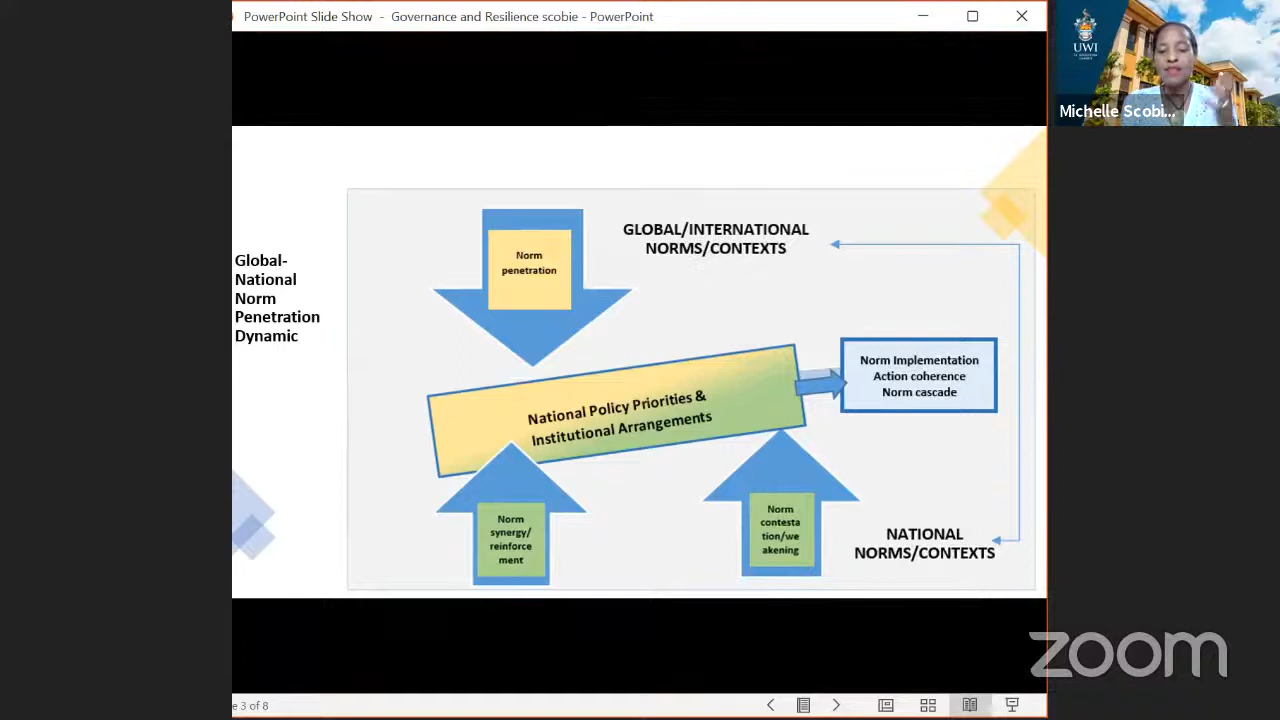 PowerPoint Slide Show - Governance and Resilience scobie - PowerPoint
UWI
Michelle Scobi...
Global-
National
Norm
Penetration
Dynamic
Norm
penetration
GLOBAL/INTERNATIONAL
NORMS/CONTEXTS
National Policy Priorities &
Institutional Arrangements
Norm Implementation
Action coherence
Norm cascade
Norm
synergy/
reinforce
ment
Norm
contesta
tion/we
akening
NATIONAL
NORMS/CONTEXTS
zoom
e 3 of 8